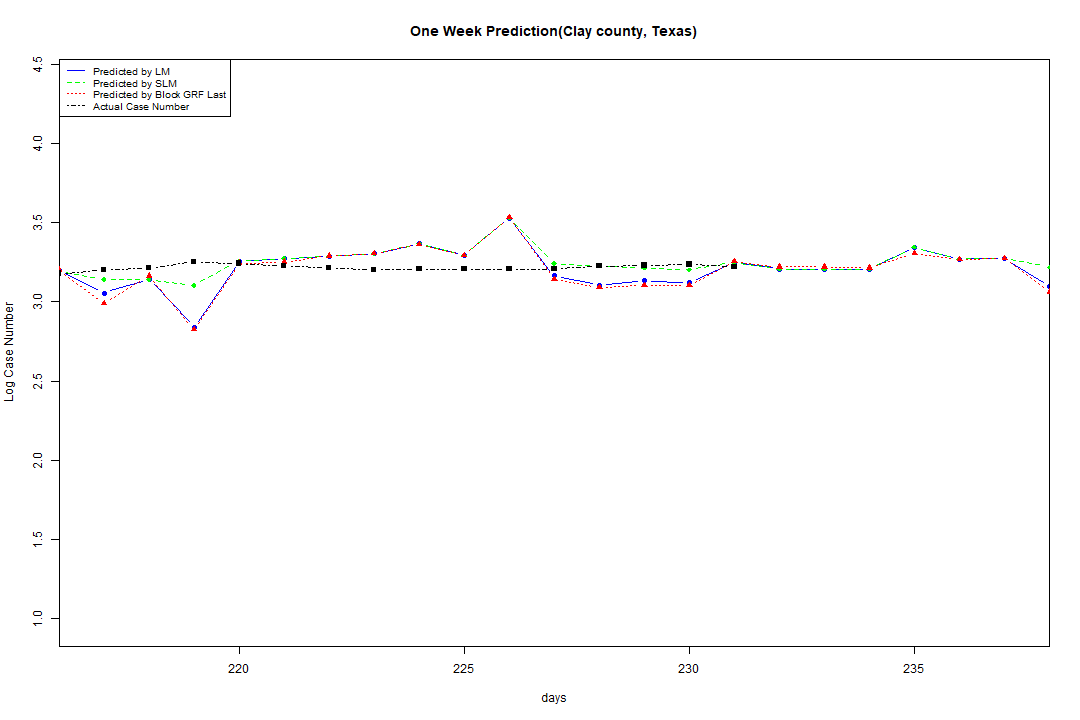 One Week Prediction(Clay county, Texas)
Predicted by LM
Predicted by SLM
Predicted by Block GRF Last
Actual Case Number
4.5
4.0
3.5
3.0
2.5
2.0
1.5
1.0
Log Case Number
220 225 230 235
days